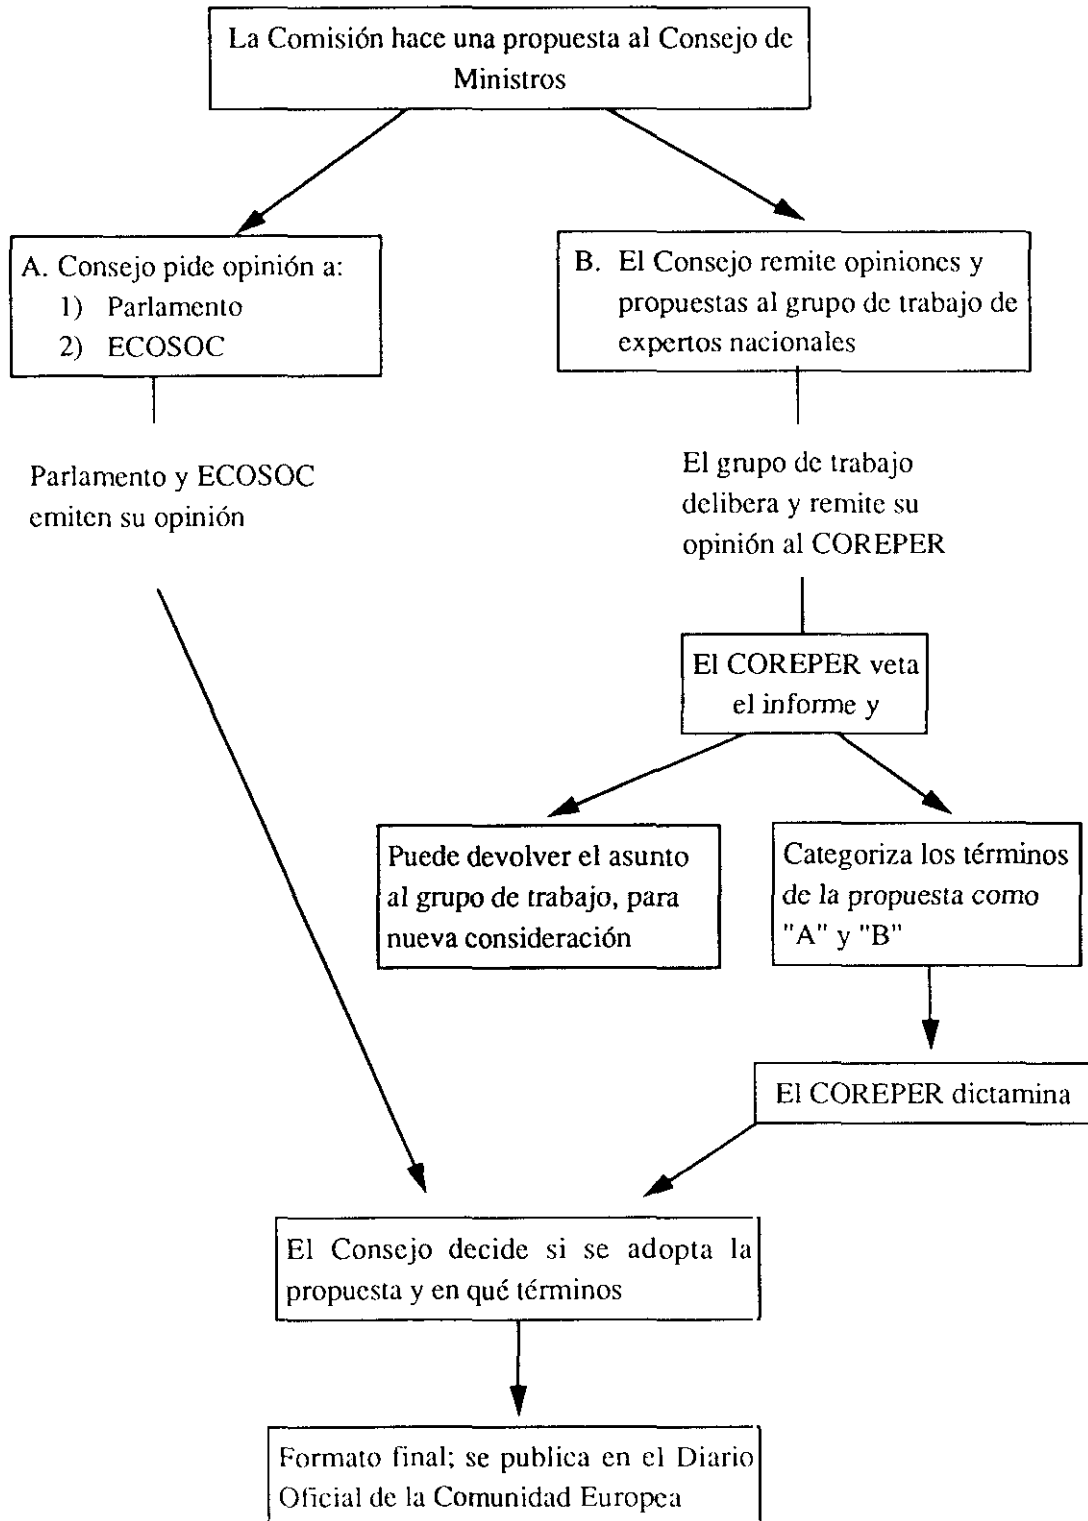 La Comisión hace una propuesta al Consejo de
Ministros
A. Consejo pide opinión a:
1) Parlamento
2) ECOSOC
B. El Consejo remite opiniones y
propuestas al grupo de trabajo de
expertos nacionales
Parlamento y ECOSOC
emiten su opinión
El grupo de trabajo
delibera y remite su
opinión al COREPER
El COREPER veta
el informe y
Puede devolver el asunto
al grupo de trabajo, para
nueva consideración
Categoriza los términos
de la propuesta como
"A" y "B"
El COREPER dictamina
El Consejo decide si se adopta la
propuesta y en qué términos
Formato final; se publica en el Diario
Oficial de la Comunidad Europea